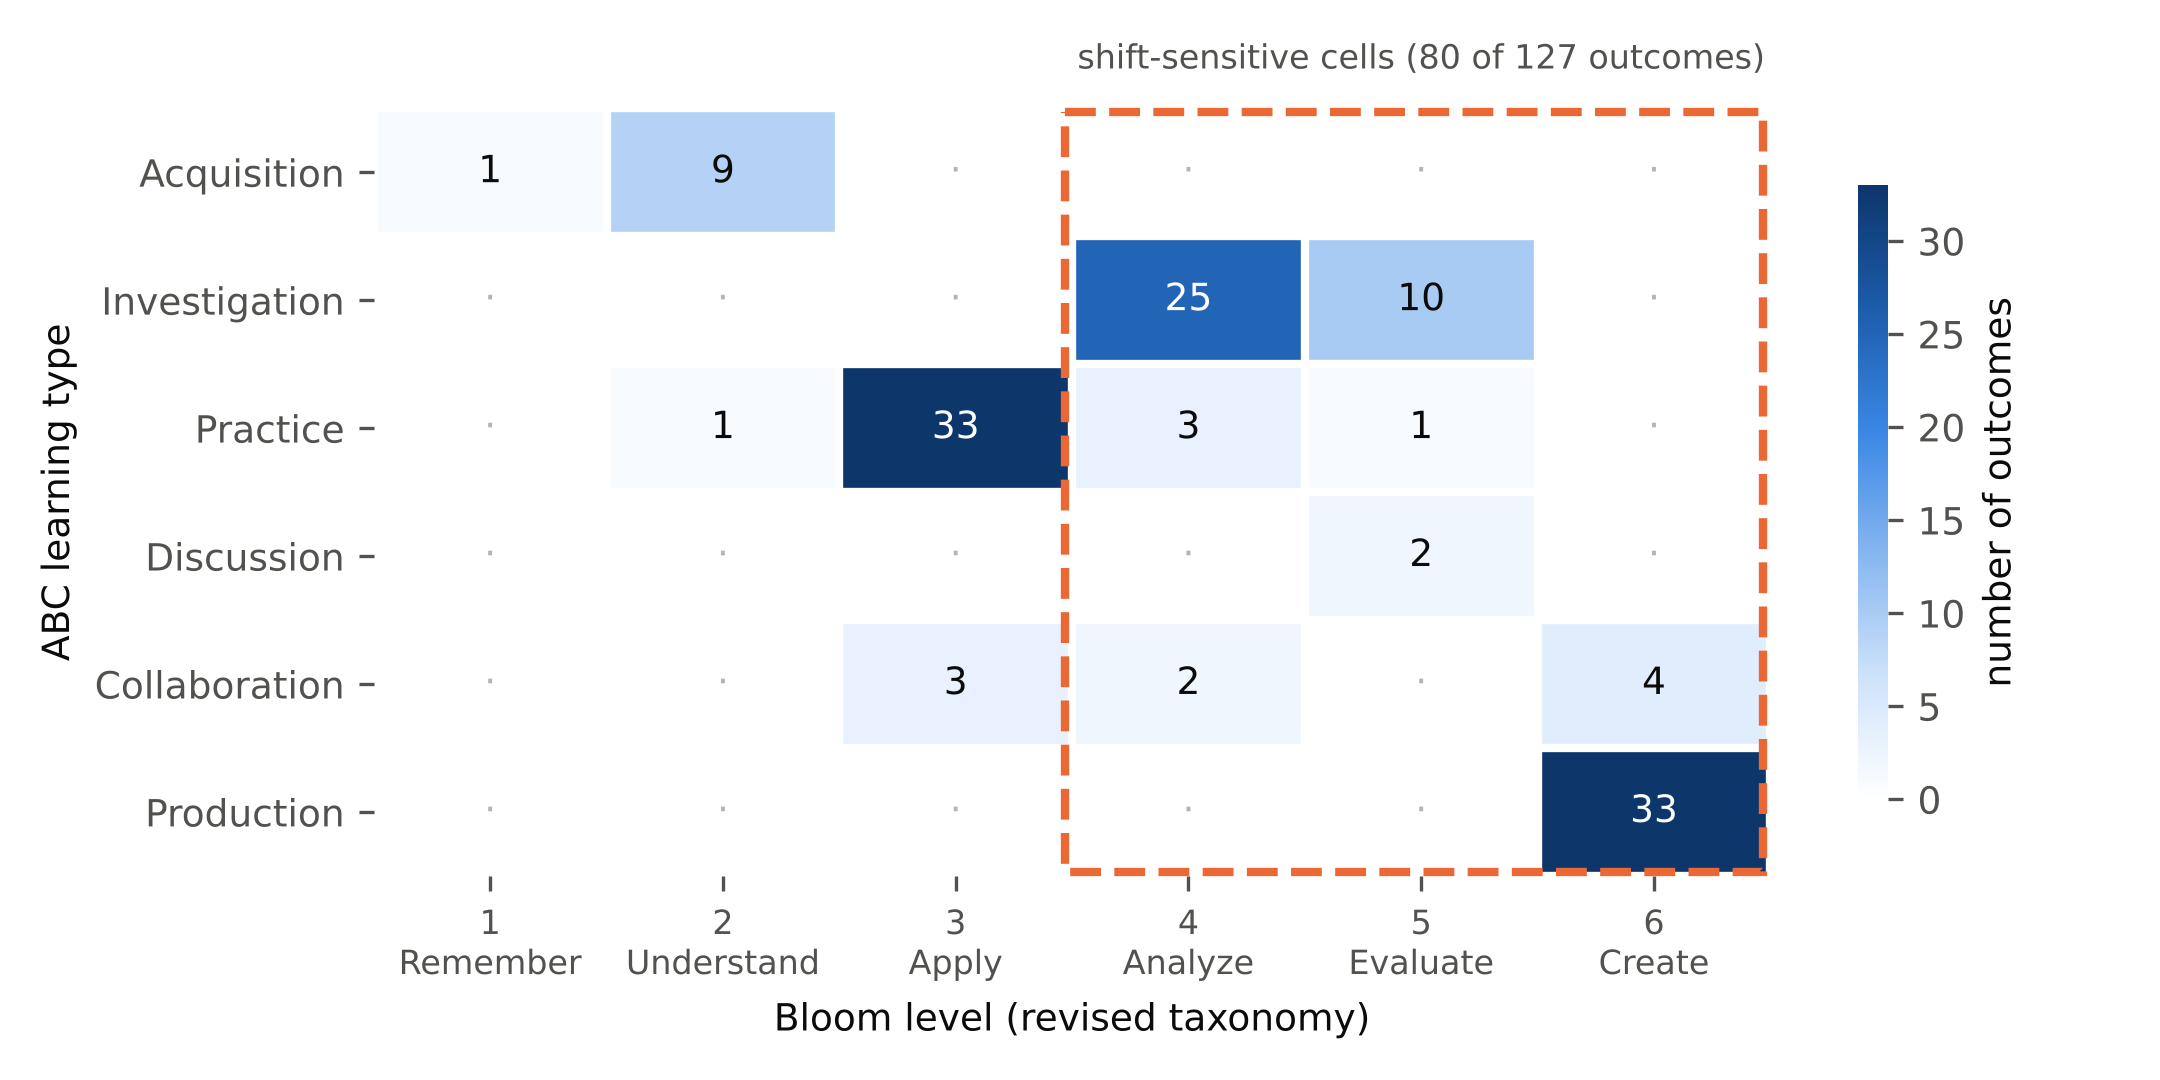 shift-sensitive cells (80 of 127 outcomes)
ABC learning type
Acquisition 1 9 · · · ·
Investigation · · · 25 10 ·
Practice · 1 33 3 1 ·
Discussion · · · · 2 ·
Collaboration · · 3 2 · 4
Production · · · · · 33
1 2 3 4 5 6
Remember Understand Apply Analyze Evaluate Create
Bloom level (revised taxonomy)
30
25
20
15
10
5
0
number of outcomes